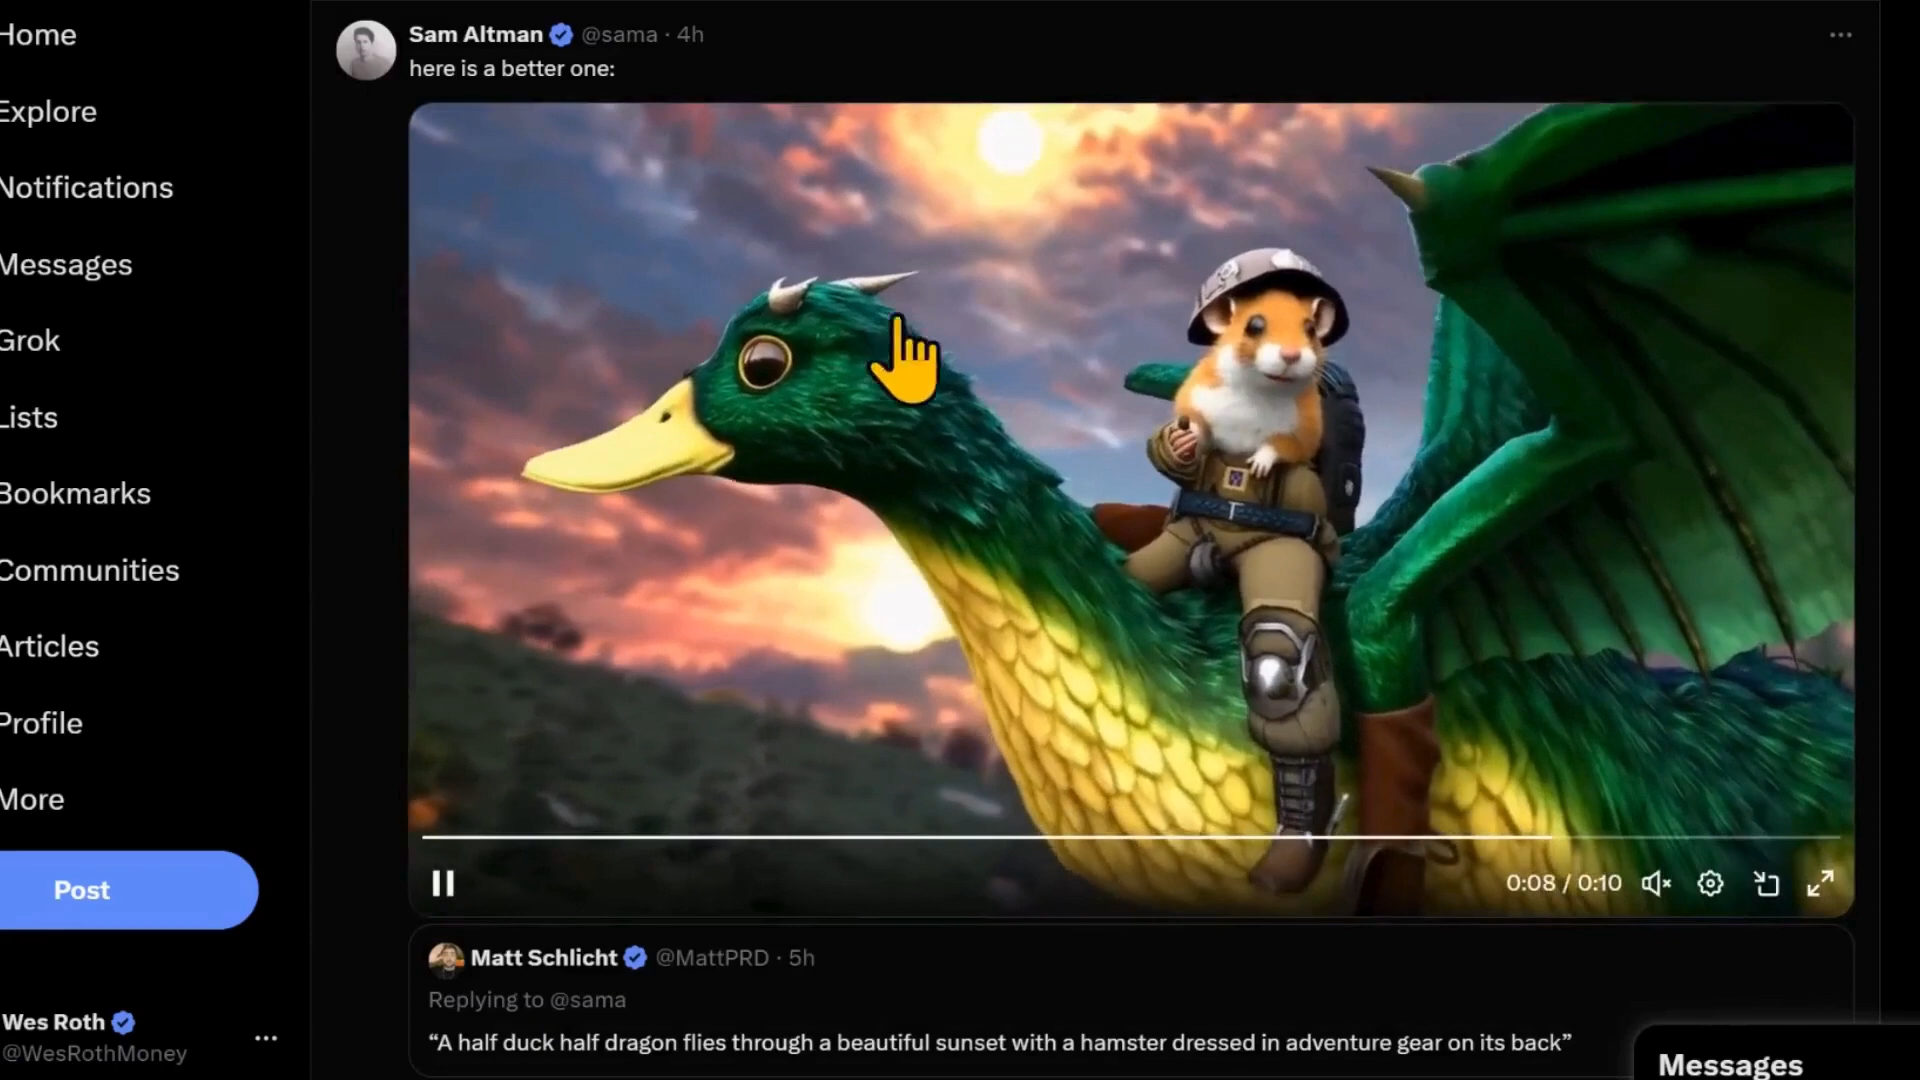 Home
Explore
Notifications
Messages
Grok
Lists
Bookmarks
Communities
Articles
Profile
More
Post
Wes Roth
@WesRothMoney
Sam Altman @sama · 4h
here is a better one:
0:08 / 0:10
Matt Schlicht @MattPRD · 5h
Replying to @sama
“A half duck half dragon flies through a beautiful sunset with a hamster dressed in adventure gear on its back”
Messages